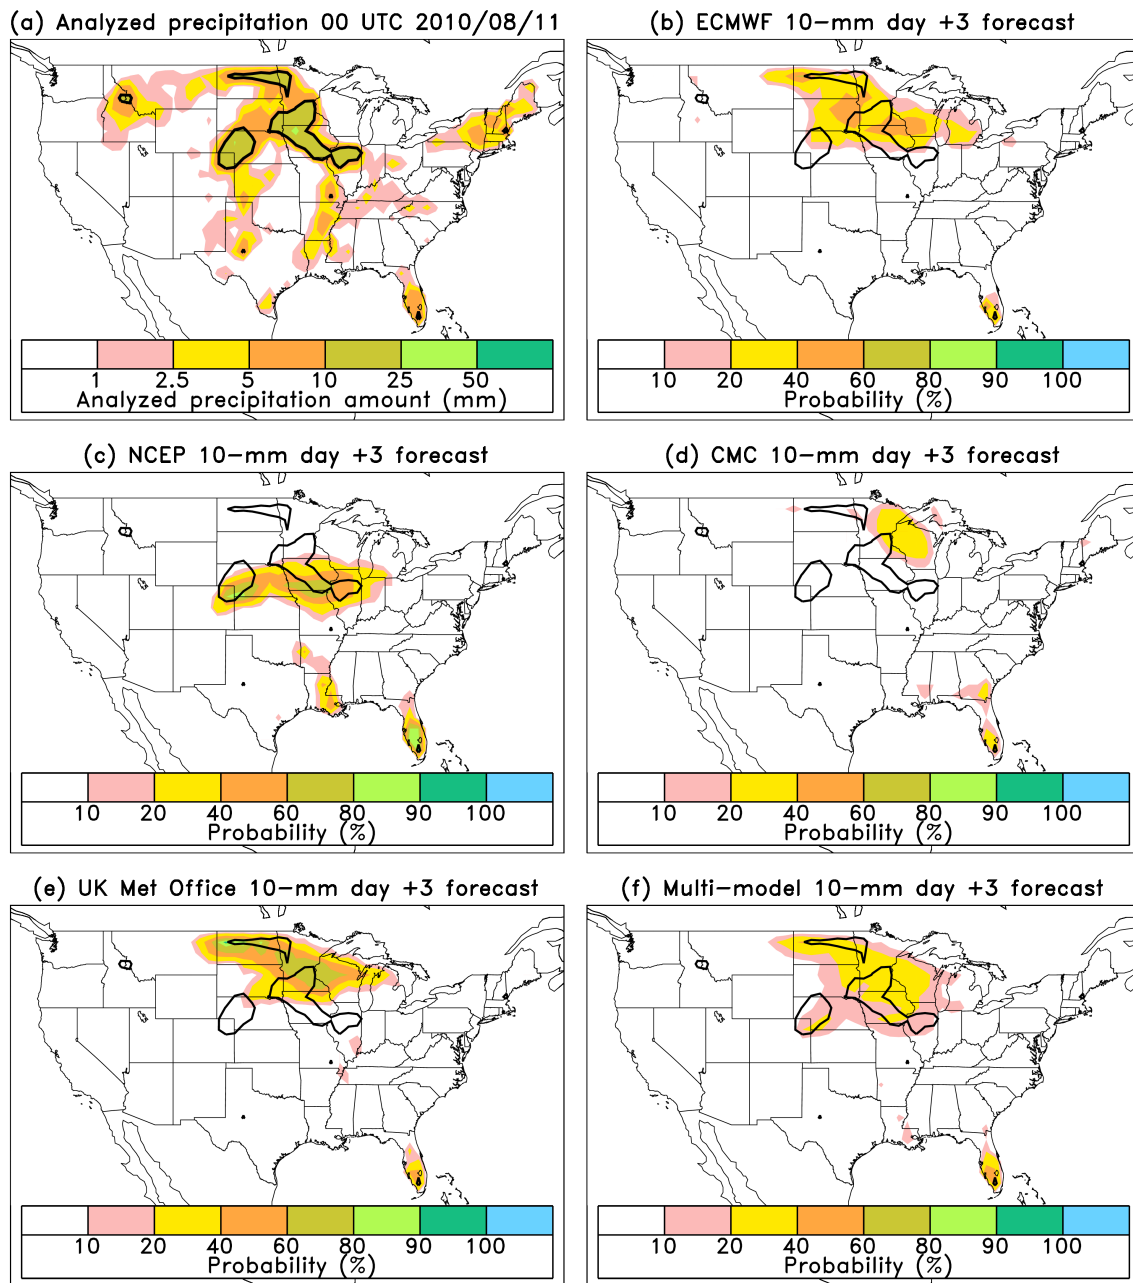 (a) Analyzed precipitation 00 UTC 2010/08/11
1 2.5 5 10 25 50
Analyzed precipitation amount (mm)
(b) ECMWF 10-mm day +3 forecast
10 20 40 60 80 90 100
Probability (%)
(c) NCEP 10-mm day +3 forecast
10 20 40 60 80 90 100
Probability (%)
(d) CMC 10-mm day +3 forecast
10 20 40 60 80 90 100
Probability (%)
(e) UK Met Office 10-mm day +3 forecast
10 20 40 60 80 90 100
Probability (%)
(f) Multi-model 10-mm day +3 forecast
10 20 40 60 80 90 100
Probability (%)